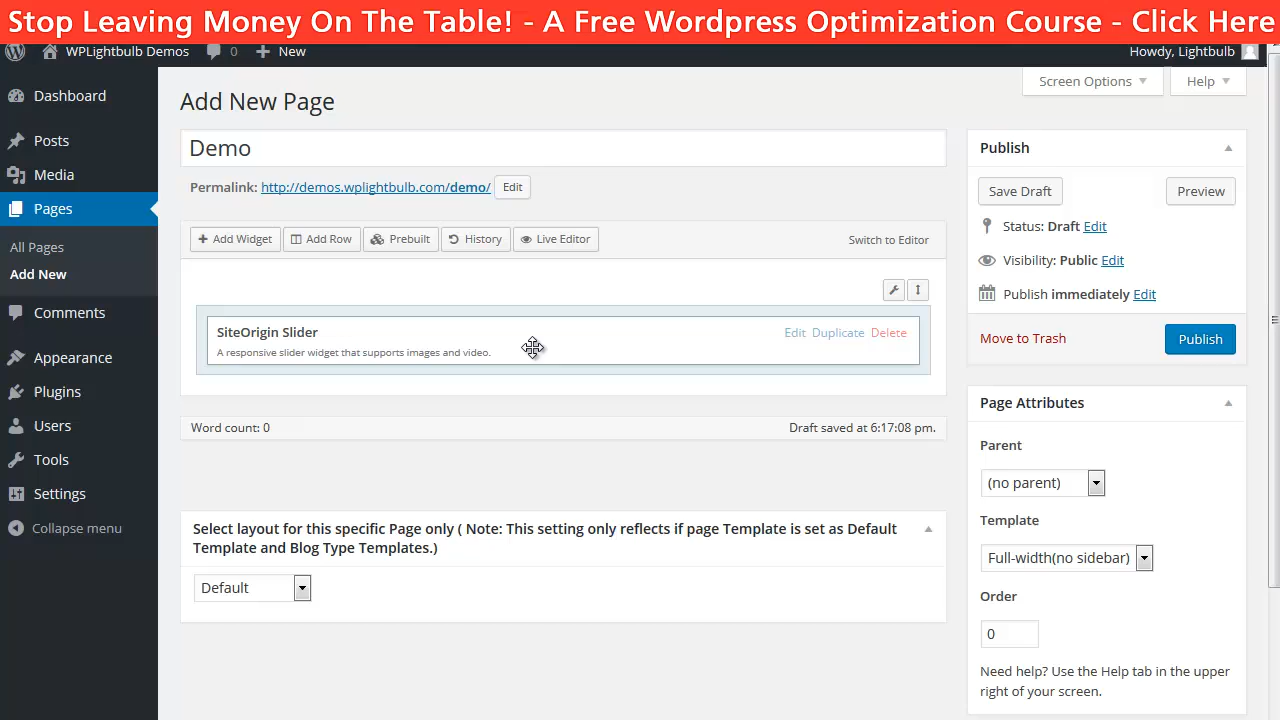 Stop Leaving Money On The Table! - A Free Wordpress Optimization Course - Click Here
WPLightbulb Demos 0 New Howdy, Lightbulb
Screen Options Help
Dashboard
Posts
Media
Pages
All Pages
Add New
Comments
Appearance
Plugins
Users
Tools
Settings
Collapse menu
Add New Page
Demo
Permalink: http://demos.wplightbulb.com/demo/ Edit
Add Widget Add Row Prebuilt History Live Editor Switch to Editor
SiteOrigin Slider Edit Duplicate Delete
A responsive slider widget that supports images and video.
Word count: 0 Draft saved at 6:17:08 pm.
Select layout for this specific Page only ( Note: This setting only reflects if page Template is set as Default
Template and Blog Type Templates.)
Default
Publish
Save Draft Preview
Status: Draft Edit
Visibility: Public Edit
Publish immediately Edit
Move to Trash Publish
Page Attributes
Parent
(no parent)
Template
Full-width(no sidebar)
Order
0
Need help? Use the Help tab in the upper
right of your screen.